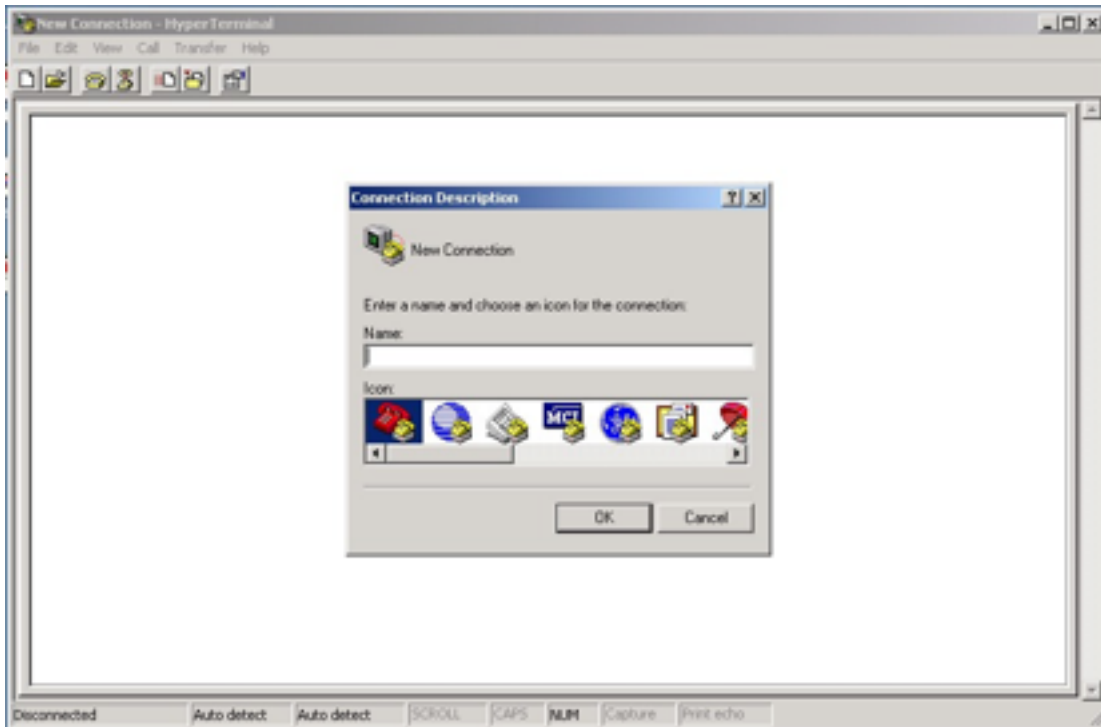 New Connection - HyperTerminal
File Edit View Call Transfer Help
Connection Description
New Connection
Enter a name and choose an icon for the connection:
Name:
Icon:
MCI
OK Cancel
Disconnected Auto detect Auto detect SCROLL CAPS NUM Capture Print echo